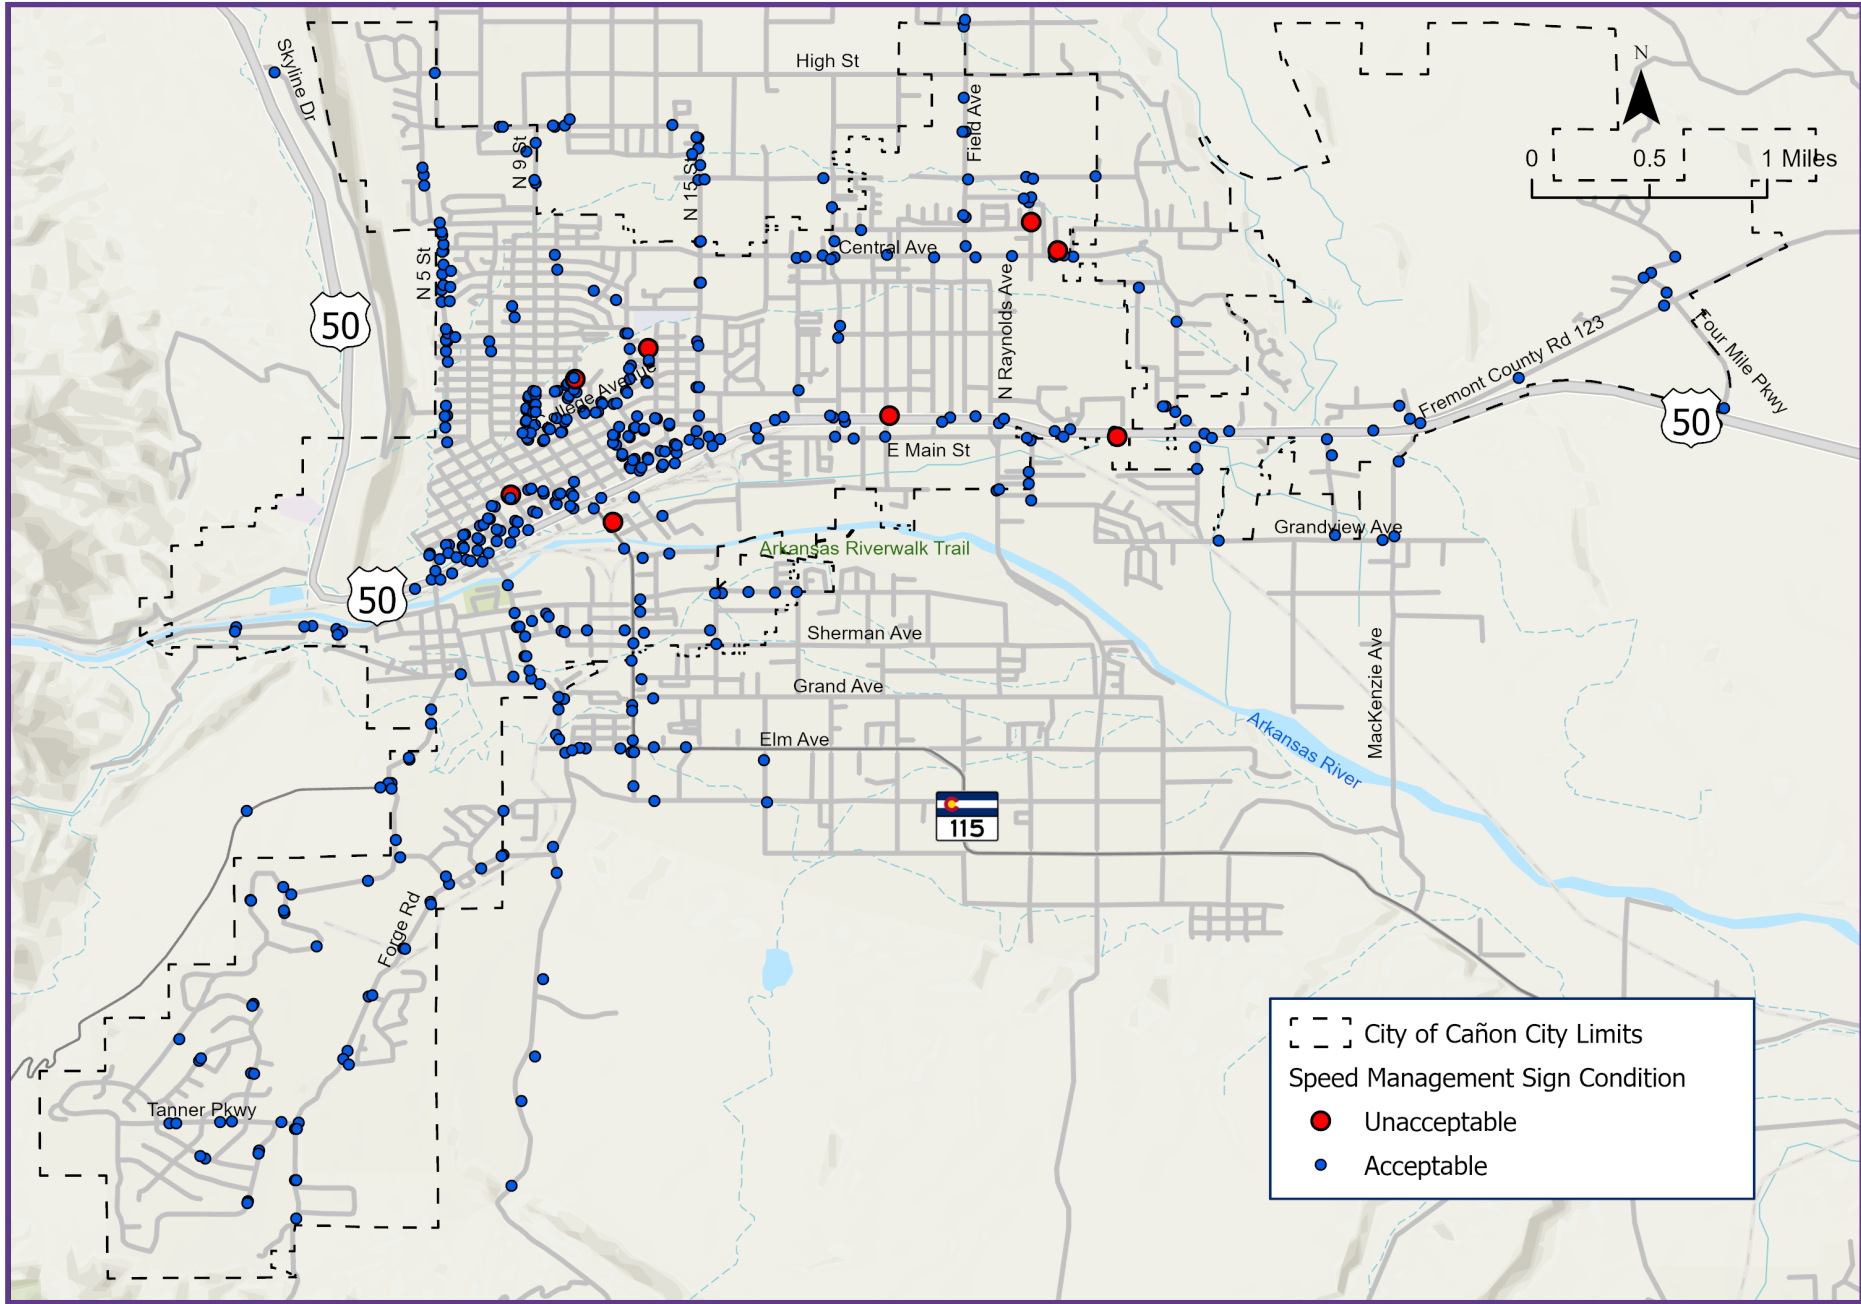 Skyline Dr
High St
N
0 0.5 1 Miles
Field Ave
N 9 St
N 15 St
N 5 St
Central Ave
50
N Raynolds Ave
Fremont County Rd 123
Four Mile Pkwy
50
College Avenue
E Main St
Grandview Ave
Arkansas Riverwalk Trail
50
Sherman Ave
MacKenzie Ave
Grand Ave
Elm Ave
Arkansas River
115
Forge Rd
Tanner Pkwy
City of Cañon City Limits
Speed Management Sign Condition
Unacceptable
Acceptable